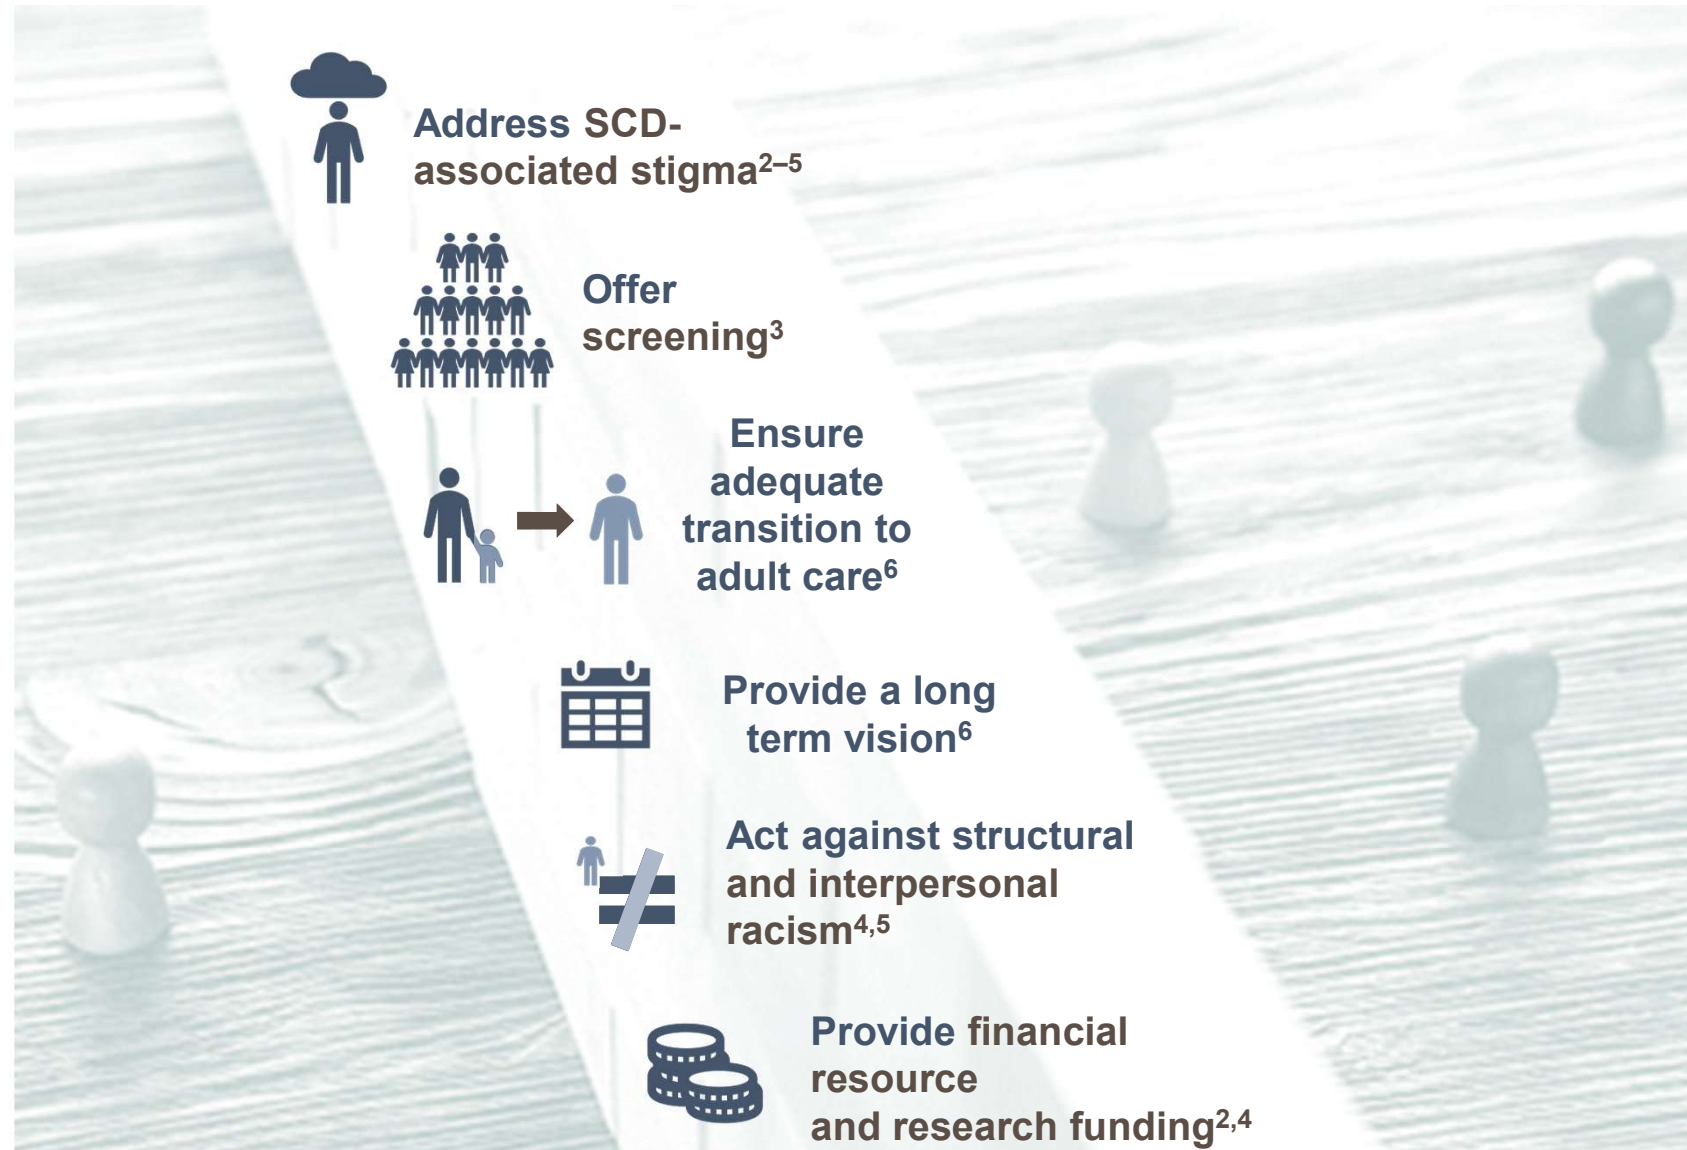 Address SCD-
associated stigma²⁻⁵
Offer
screening³
Ensure
adequate
transition to
adult care⁶
Provide a long
term vision⁶
Act against structural
and interpersonal
racism⁴,⁵
Provide financial
resource
and research funding²,⁴